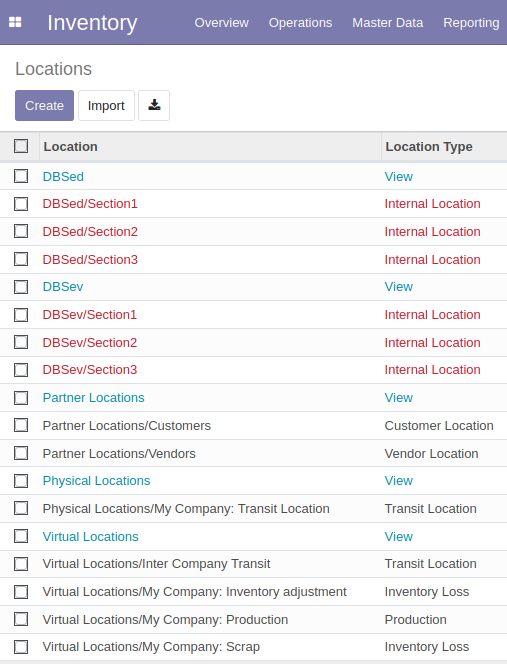 Inventory Overview Operations Master Data Reporting
Locations
Create Import
Location Location Type
DBSed View
DBSed/Section1 Internal Location
DBSed/Section2 Internal Location
DBSed/Section3 Internal Location
DBSev View
DBSev/Section1 Internal Location
DBSev/Section2 Internal Location
DBSev/Section3 Internal Location
Partner Locations View
Partner Locations/Customers Customer Location
Partner Locations/Vendors Vendor Location
Physical Locations View
Physical Locations/My Company: Transit Location Transit Location
Virtual Locations View
Virtual Locations/Inter Company Transit Transit Location
Virtual Locations/My Company: Inventory adjustment Inventory Loss
Virtual Locations/My Company: Production Production
Virtual Locations/My Company: Scrap Inventory Loss